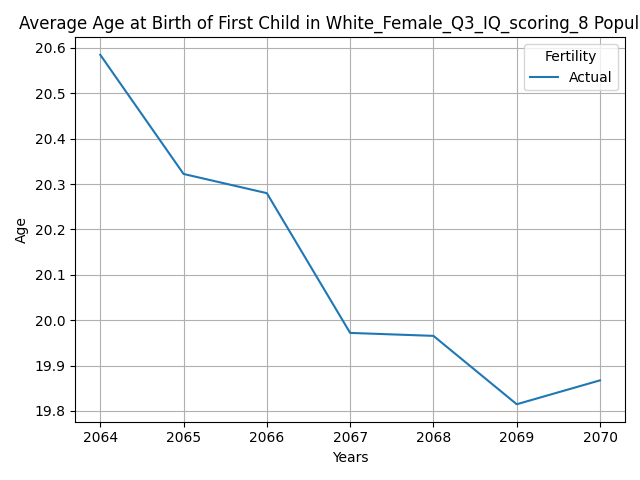 Average Age at Birth of First Child in White_Female_Q3_IQ_scoring_8 Popul
20.6
20.5
20.4
20.3
20.2
20.1
20.0
19.9
19.8
Age
Fertility
Actual
2064 2065 2066 2067 2068 2069 2070
Years